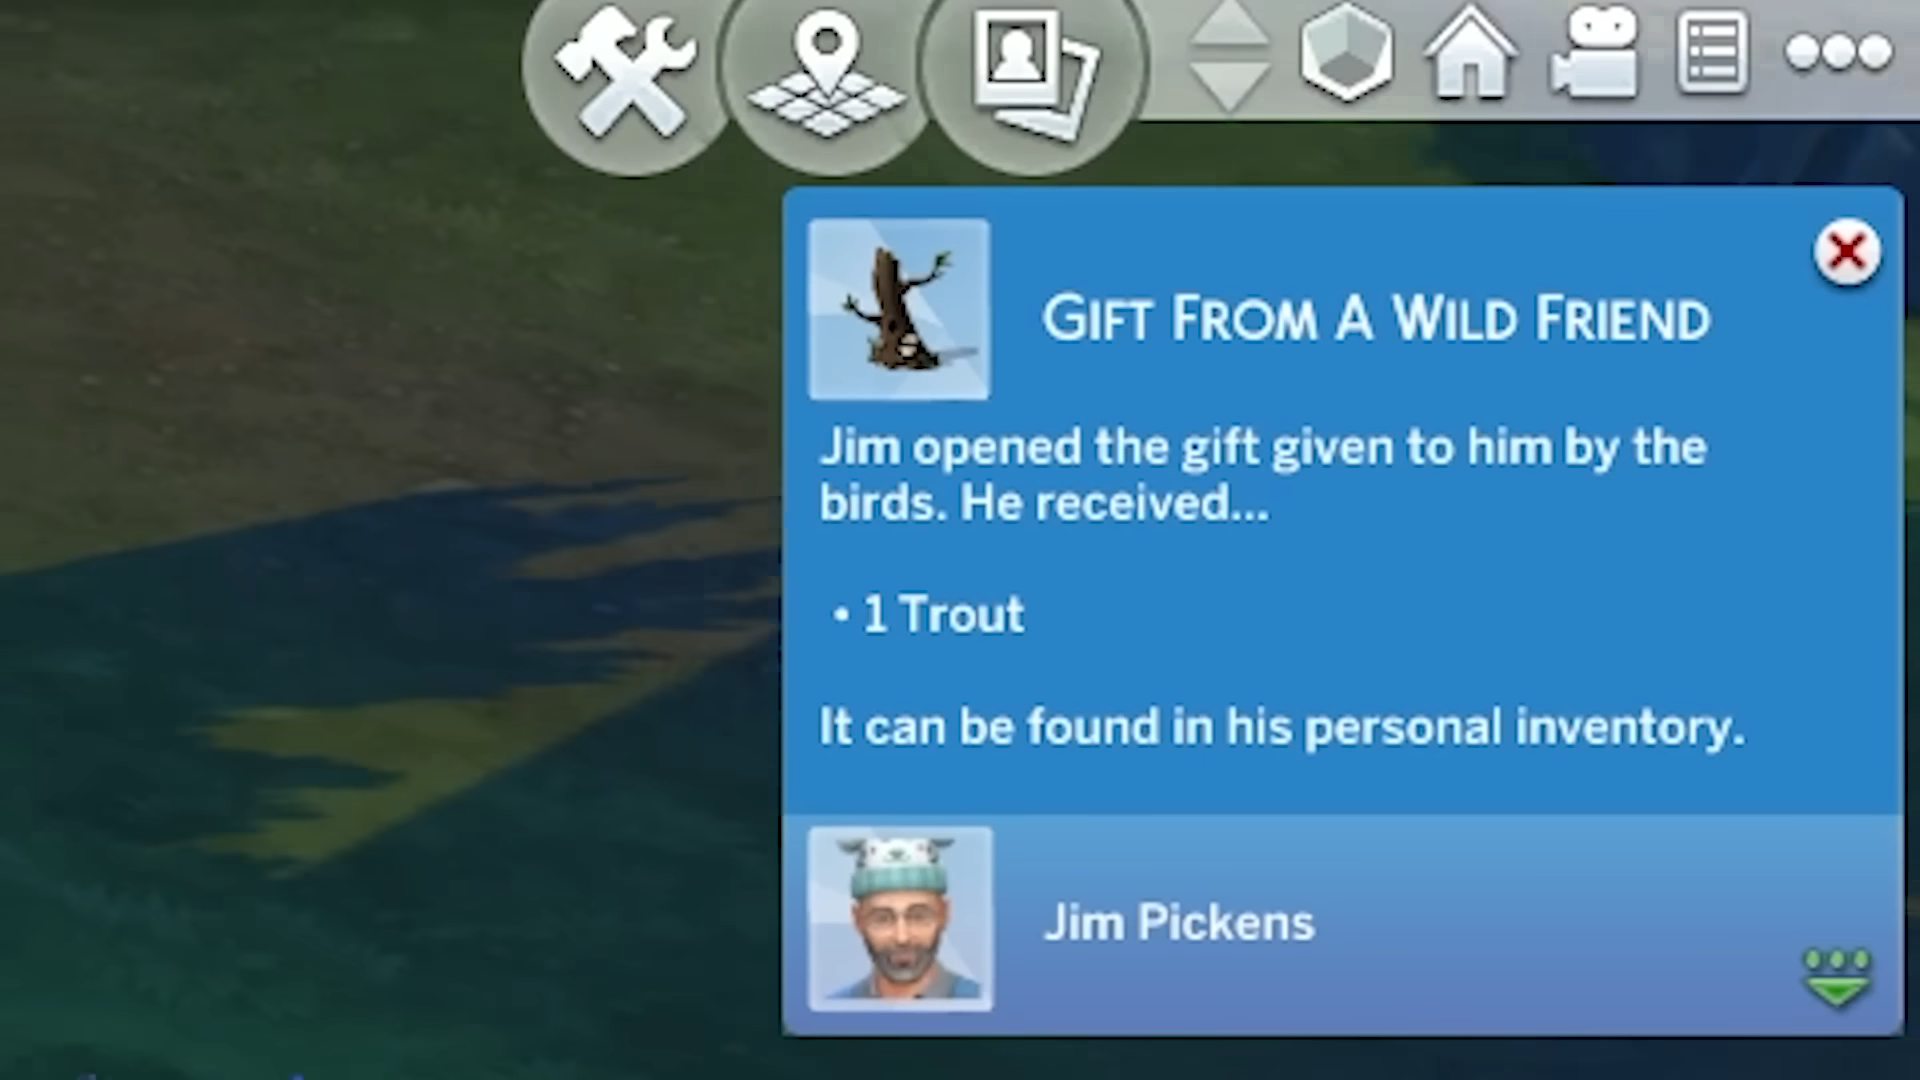 GIFT FROM A WILD FRIEND
Jim opened the gift given to him by the
birds. He received...
• 1 Trout
It can be found in his personal inventory.
Jim Pickens